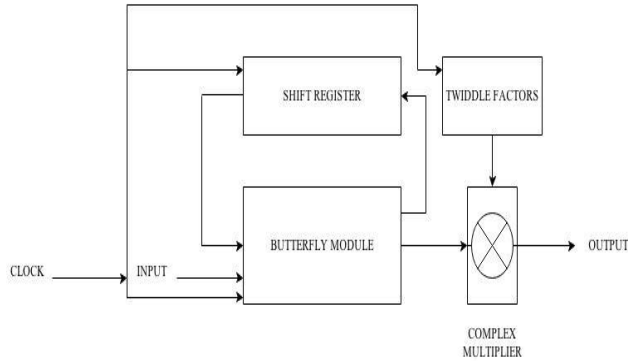 SHIFT REGISTER
TWIDDLE FACTORS
BUTTERFLY MODULE
OUTPUT
CLOCK
INPUT
COMPLEX
MULTIPLIER